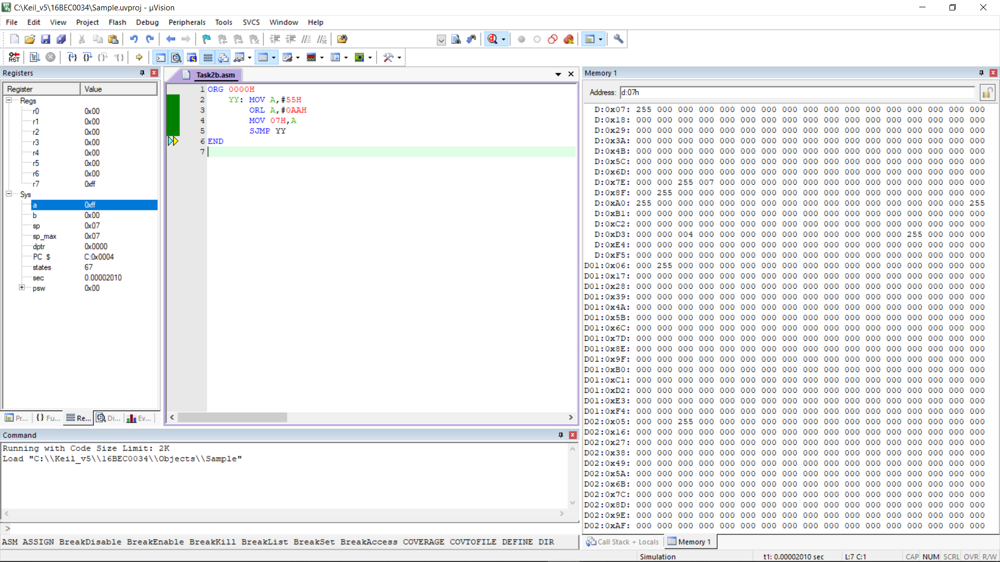 C:\Keil_v5\16BEC0034\Sample.uvproj - µVision
File Edit View Project Flash Debug Peripherals Tools SVCS Window Help
RST
Registers
Register Value
Regs
r0 0x00
r1 0x00
r2 0x00
r3 0x00
r4 0x00
r5 0x00
r6 0x00
r7 0xff
Sys
a 0xff
b 0x00
sp 0x07
sp_max 0x07
dptr 0x0000
PC $ C:0x0004
states 67
sec 0.00002010
psw 0x00
Pr... {} Fu... Re... Di... Ev...
Task2b.asm
1 ORG 0000H
2 YY: MOV A,#55H
3 ORL A,#0AAH
4 MOV 07H,A
5 SJMP YY
6 END
7
Command
Running with Code Size Limit: 2K
Load "C:\\Keil_v5\\16BEC0034\\Objects\\Sample"
>
ASM ASSIGN BreakDisable BreakEnable BreakKill BreakList BreakSet BreakAccess COVERAGE COVTOFILE DEFINE DIR
Memory 1
Address: d:07h
D:0x07: 255 000 000 000 000 000 000 000 000 000 000 000 000 000 000 000 000
D:0x18: 000 000 000 000 000 000 000 000 000 000 000 000 000 000 000 000 000
D:0x29: 000 000 000 000 000 000 000 000 000 000 000 000 000 000 000 000 000
D:0x3A: 000 000 000 000 000 000 000 000 000 000 000 000 000 000 000 000 000
D:0x4B: 000 000 000 000 000 000 000 000 000 000 000 000 000 000 000 000 000
D:0x5C: 000 000 000 000 000 000 000 000 000 000 000 000 000 000 000 000 000
D:0x6D: 000 000 000 000 000 000 000 000 000 000 000 000 000 000 000 000 000
D:0x7E: 000 000 255 007 000 000 000 000 000 000 000 000 000 000 000 000 000
D:0x8F: 000 255 000 000 000 000 000 000 000 000 000 000 000 000 000 000 000
D:0xA0: 255 000 000 000 000 000 000 000 000 000 000 000 000 000 000 000 255
D:0xB1: 000 000 000 000 000 000 000 000 000 000 000 000 000 000 000 000 000
D:0xC2: 000 000 000 000 000 000 000 000 000 000 000 000 000 000 000 000 000
D:0xD3: 000 000 004 000 000 000 000 000 000 000 000 000 000 255 000 000 000
D:0xE4: 000 000 000 000 000 000 000 000 000 000 000 000 000 000 000 000 000
D:0xF5: 000 000 000 000 000 000 000 000 000 000 000 000 000 000 000 000 000
D01:0x06: 000 255 000 000 000 000 000 000 000 000 000 000 000 000 000 000 000
D01:0x17: 000 000 000 000 000 000 000 000 000 000 000 000 000 000 000 000 000
D01:0x28: 000 000 000 000 000 000 000 000 000 000 000 000 000 000 000 000 000
D01:0x39: 000 000 000 000 000 000 000 000 000 000 000 000 000 000 000 000 000
D01:0x4A: 000 000 000 000 000 000 000 000 000 000 000 000 000 000 000 000 000
D01:0x5B: 000 000 000 000 000 000 000 000 000 000 000 000 000 000 000 000 000
D01:0x6C: 000 000 000 000 000 000 000 000 000 000 000 000 000 000 000 000 000
D01:0x7D: 000 000 000 000 000 000 000 000 000 000 000 000 000 000 000 000 000
D01:0x8E: 000 000 000 000 000 000 000 000 000 000 000 000 000 000 000 000 000
D01:0x9F: 000 000 000 000 000 000 000 000 000 000 000 000 000 000 000 000 000
D01:0xB0: 000 000 000 000 000 000 000 000 000 000 000 000 000 000 000 000 000
D01:0xC1: 000 000 000 000 000 000 000 000 000 000 000 000 000 000 000 000 000
D01:0xD2: 000 000 000 000 000 000 000 000 000 000 000 000 000 000 000 000 000
D01:0xE3: 000 000 000 000 000 000 000 000 000 000 000 000 000 000 000 000 000
D01:0xF4: 000 000 000 000 000 000 000 000 000 000 000 000 000 000 000 000 000
D02:0x05: 000 000 255 000 000 000 000 000 000 000 000 000 000 000 000 000 000
D02:0x16: 000 000 000 000 000 000 000 000 000 000 000 000 000 000 000 000 000
D02:0x27: 000 000 000 000 000 000 000 000 000 000 000 000 000 000 000 000 000
D02:0x38: 000 000 000 000 000 000 000 000 000 000 000 000 000 000 000 000 000
D02:0x49: 000 000 000 000 000 000 000 000 000 000 000 000 000 000 000 000 000
D02:0x5A: 000 000 000 000 000 000 000 000 000 000 000 000 000 000 000 000 000
D02:0x6B: 000 000 000 000 000 000 000 000 000 000 000 000 000 000 000 000 000
D02:0x7C: 000 000 000 000 000 000 000 000 000 000 000 000 000 000 000 000 000
D02:0x8D: 000 000 000 000 000 000 000 000 000 000 000 000 000 000 000 000 000
D02:0x9E: 000 000 000 000 000 000 000 000 000 000 000 000 000 000 000 000 000
D02:0xAF: 000 000 000 000 000 000 000 000 000 000 000 000 000 000 000 000 000
Call Stack + Locals Memory 1
Simulation t1: 0.00002010 sec L:7 C:1 CAP NUM SCRL OVR R/W